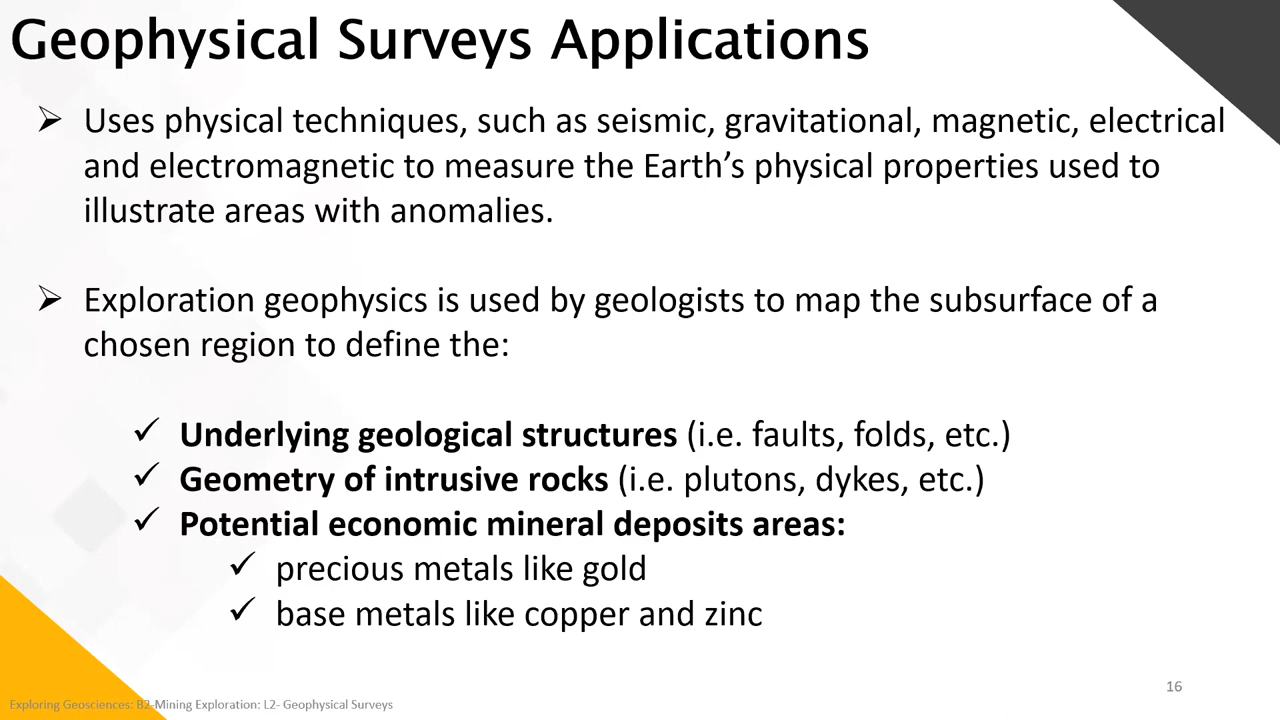 Geophysical Surveys Applications
➢ Uses physical techniques, such as seismic, gravitational, magnetic, electrical
and electromagnetic to measure the Earth’s physical properties used to
illustrate areas with anomalies.
➢ Exploration geophysics is used by geologists to map the subsurface of a
chosen region to define the:
✓ Underlying geological structures (i.e. faults, folds, etc.)
✓ Geometry of intrusive rocks (i.e. plutons, dykes, etc.)
✓ Potential economic mineral deposits areas:
✓ precious metals like gold
✓ base metals like copper and zinc
16
Exploring Geosciences: B2-Mining Exploration: L2- Geophysical Surveys